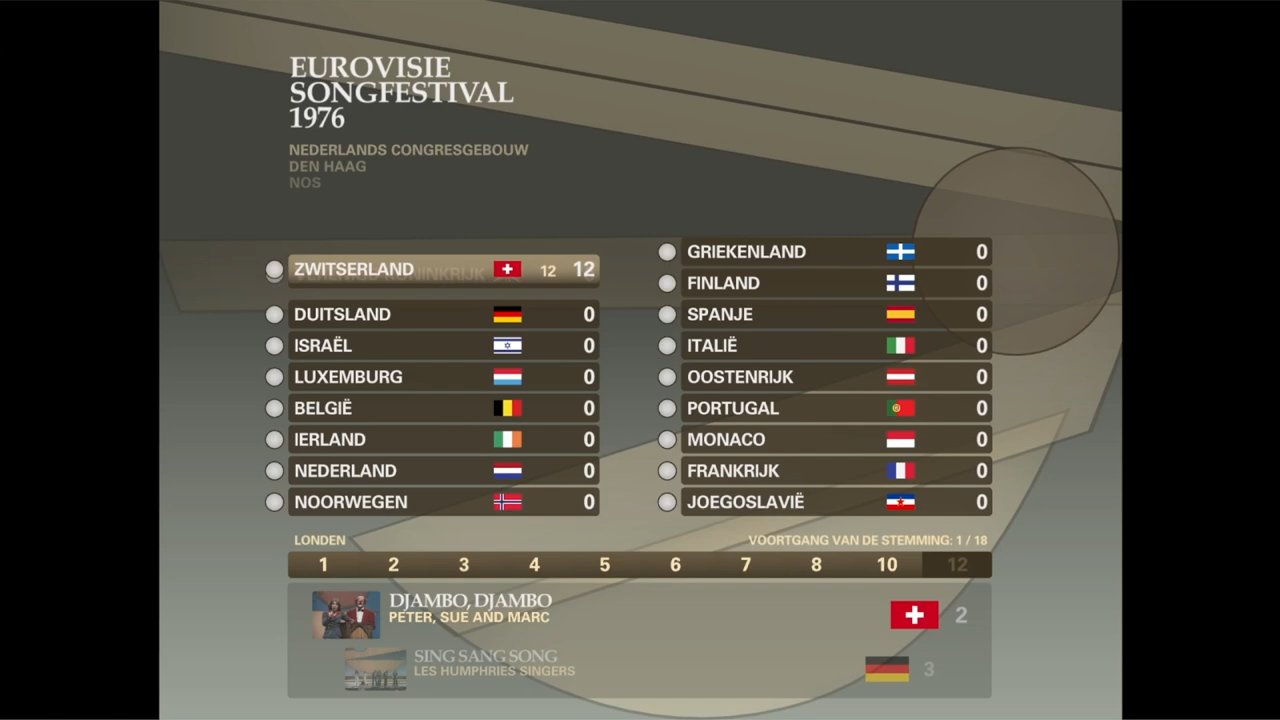 EUROVISIE
SONGFESTIVAL
1976
NEDERLANDS CONGRESGEBOUW
DEN HAAG
NOS
ZWITSERLAND 12 12
DUITSLAND 0
ISRAËL 0
LUXEMBURG 0
BELGIË 0
IERLAND 0
NEDERLAND 0
NOORWEGEN 0
GRIEKENLAND 0
FINLAND 0
SPANJE 0
ITALIË 0
OOSTENRIJK 0
PORTUGAL 0
MONACO 0
FRANKRIJK 0
JOEGOSLAVIË 0
LONDEN VOORTGANG VAN DE STEMMING: 1 / 18
1 2 3 4 5 6 7 8 10 12
DJAMBO, DJAMBO
PETER, SUE AND MARC 2
SING SANG SONG
LES HUMPHRIES SINGERS 3